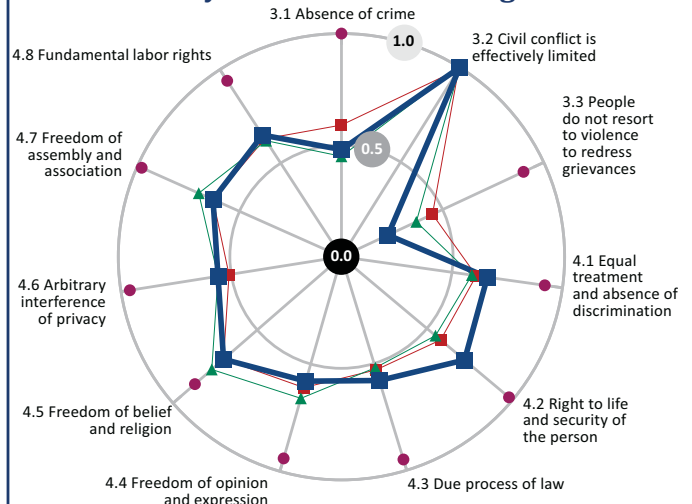 3.1 Absence of crime
1.0
3.2 Civil conflict is
effectively limited
4.8 Fundamental labor rights
3.3 People
do not resort
to violence
to redress
grievances
4.7 Freedom of
assembly and
association
0.5
0.0
4.1 Equal
treatment
and absence of
discrimination
4.6 Arbitrary
interference
of privacy
4.2 Right to life
and security of
the person
4.5 Freedom of belief
and religion
4.3 Due process of law
4.4 Freedom of opinion
and expression